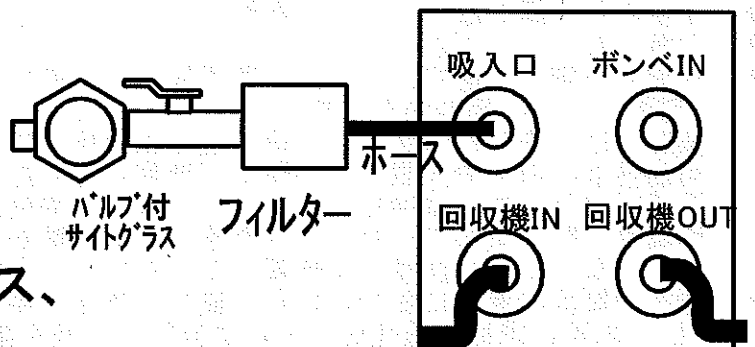 吸入口 ボンベIN
ホース
バルブ付
サイトグラス
フィルター
回収機IN 回収機OUT
ス、